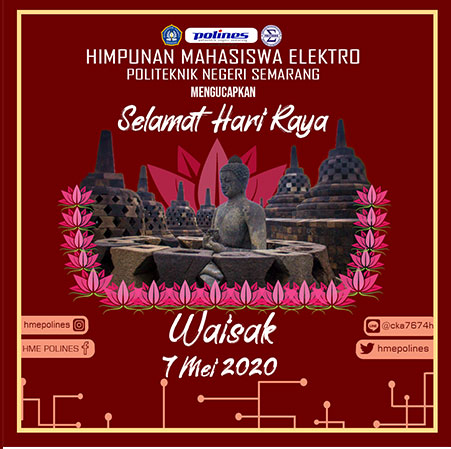 polines
HIMPUNAN MAHASISWA ELEKTRO
POLITEKNIK NEGERI SEMARANG
MENGUCAPKAN
Selamat Hari Raya
Waisak
7 Mei 2020
hmepolines
HME POLINES
@cka7674h
hmepolines